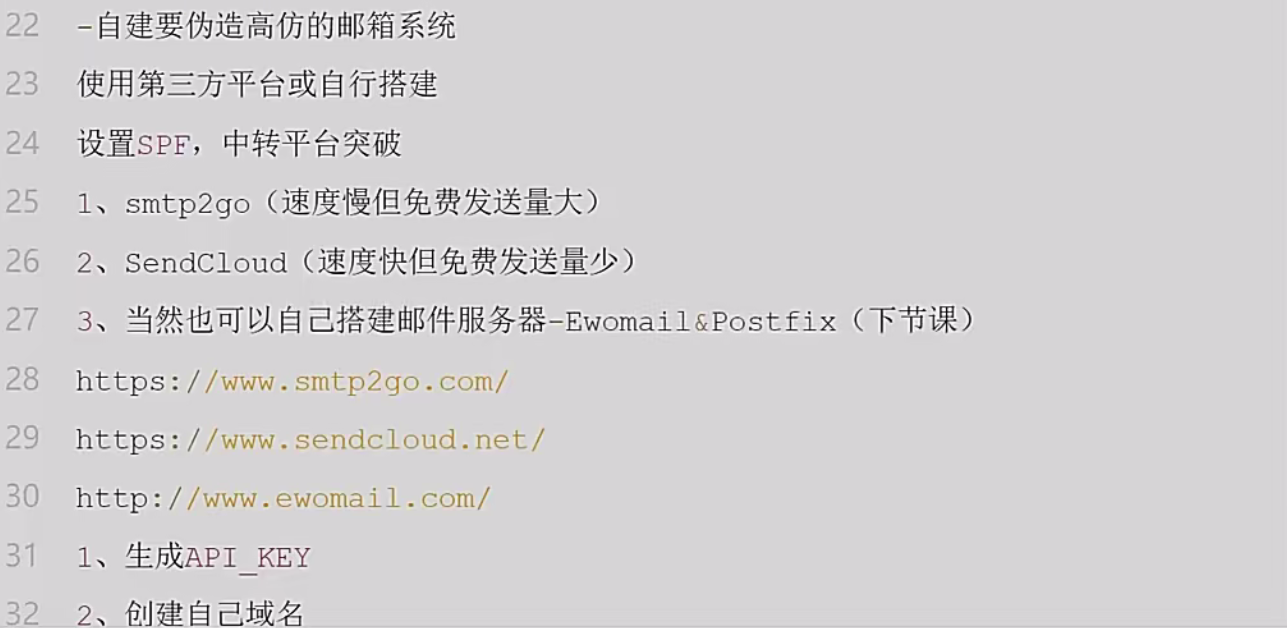 22 -自建要伪造高仿的邮箱系统
23 使用第三方平台或自行搭建
24 设置SPF，中转平台突破
25 1、smtp2go（速度慢但免费发送量大）
26 2、SendCloud（速度快但免费发送量少）
27 3、当然也可以自己搭建邮件服务器-Ewomail&Postfix（下节课）
28 https://www.smtp2go.com/
29 https://www.sendcloud.net/
30 http://www.ewomail.com/
31 1、生成API_KEY
32 2、创建自己域名